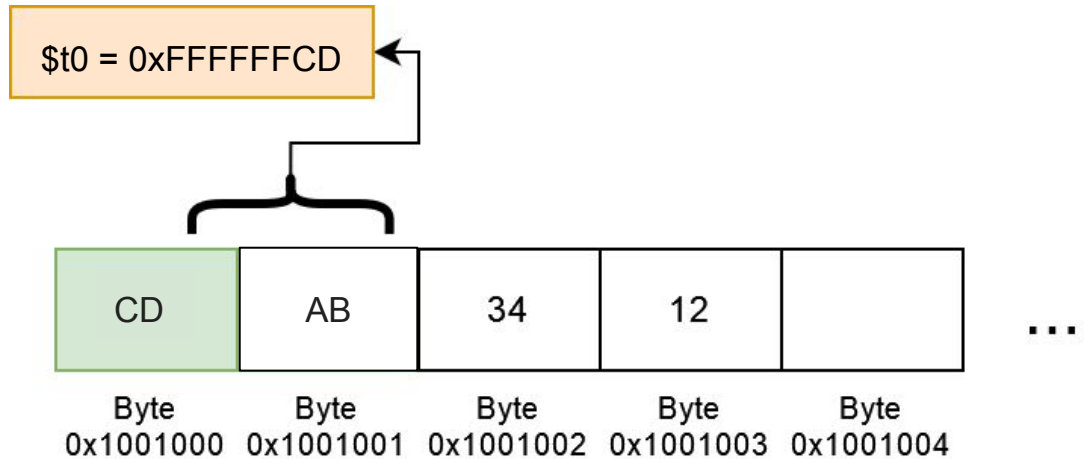 $t0 = 0xFFFFFFCD
CD AB 34 12
...
Byte Byte Byte Byte Byte
0x1001000 0x1001001 0x1001002 0x1001003 0x1001004